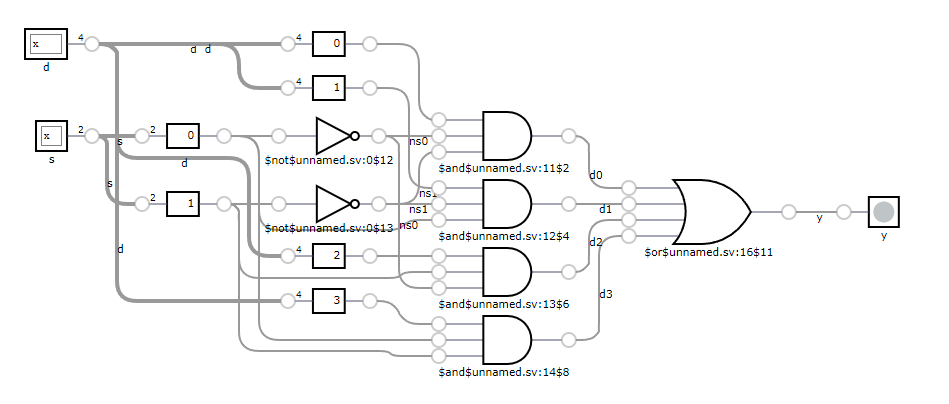 4 d d 4 0
x
d
4 1
2 s 2 0 ns0
x
s
d $not$unnamed.sv:0$12 $and$unnamed.sv:11$2
d0
s ns1
2 1 ns1 d1 y
ns0
$not$unnamed.sv:0$13 $and$unnamed.sv:12$4 y
d2
d 4 2 $or$unnamed.sv:16$11
4 3 d3
$and$unnamed.sv:13$6
$and$unnamed.sv:14$8